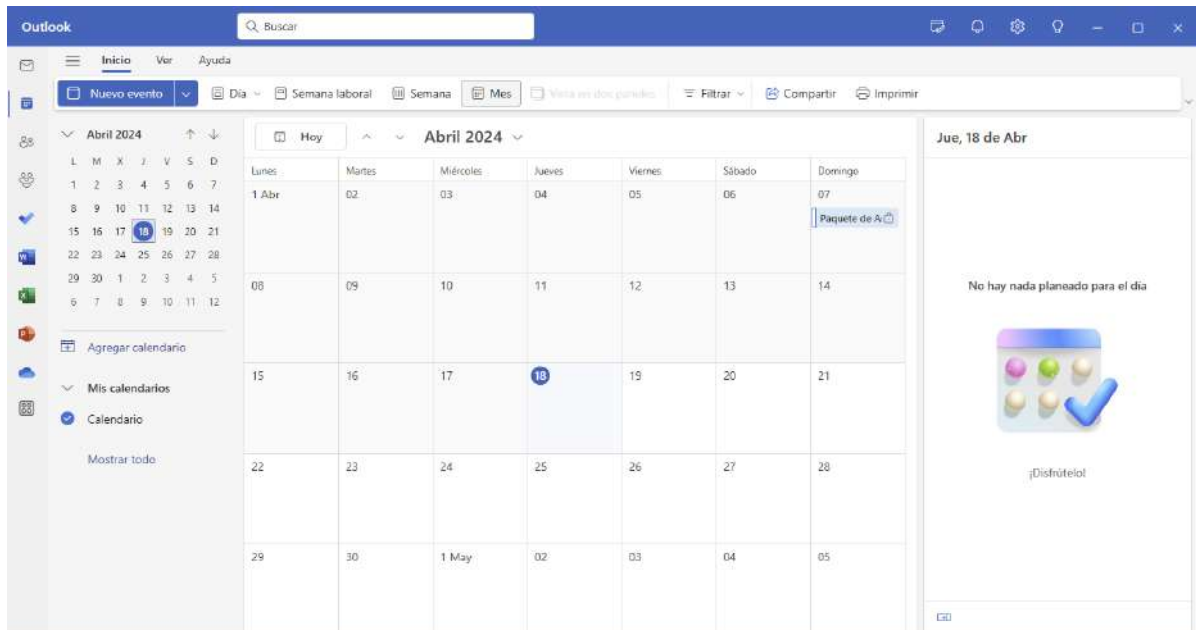 Outlook
Buscar
Inicio Ver Ayuda
Nuevo evento Día Semana laboral Semana Mes Vista en dos paneles Filtrar Compartir Imprimir
Abril 2024
L M X J V S D
1 2 3 4 5 6 7
8 9 10 11 12 13 14
15 16 17 18 19 20 21
22 23 24 25 26 27 28
29 30 1 2 3 4 5
6 7 8 9 10 11 12
Agregar calendario
Mis calendarios
Calendario
Mostrar todo
Hoy Abril 2024
Lunes Martes Miércoles Jueves Viernes Sábado Domingo
1 Abr 02 03 04 05 06 07
Paquete de A
08 09 10 11 12 13 14
15 16 17 18 19 20 21
22 23 24 25 26 27 28
29 30 1 May 02 03 04 05
Jue, 18 de Abr
No hay nada planeado para el día
¡Disfrútelo!